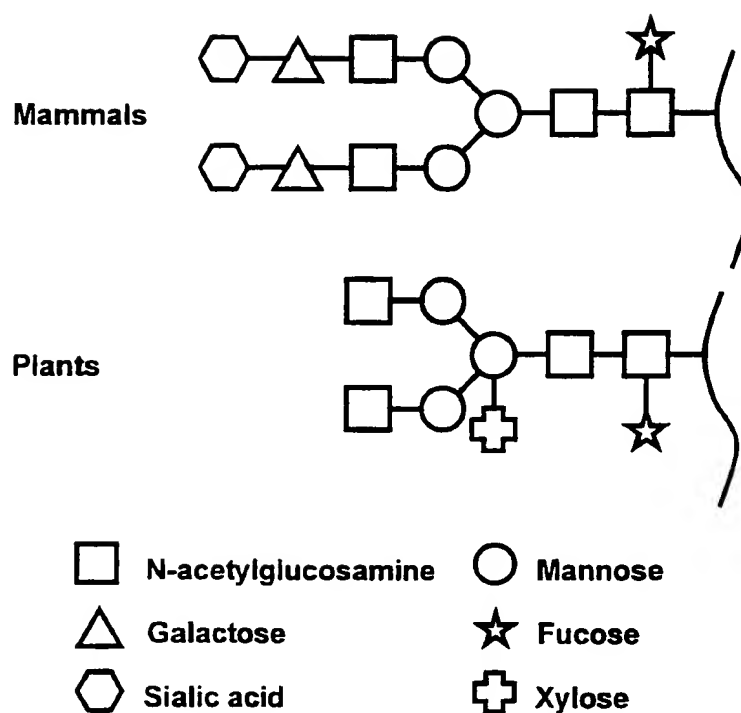 Mammals
Plants
N-acetylglucosamine Mannose
Galactose Fucose
Sialic acid Xylose